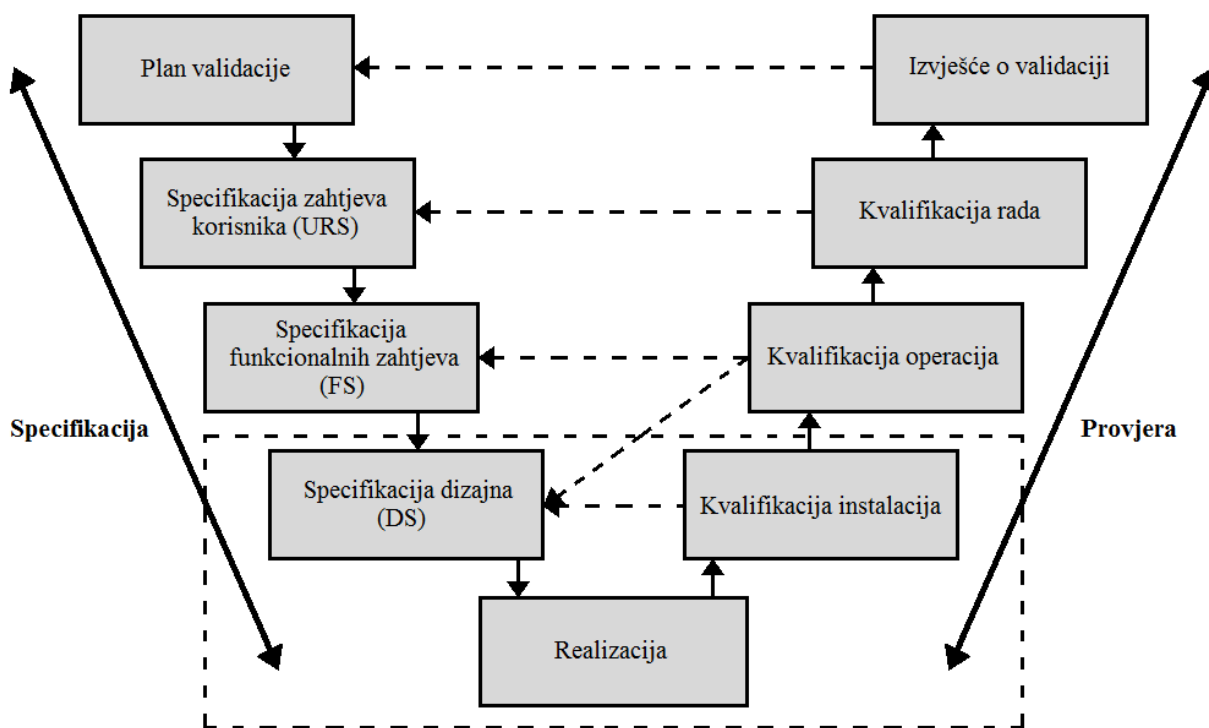 Plan validacije
Izvješće o validaciji
Specifikacija zahtjeva
korisnika (URS)
Kvalifikacija rada
Specifikacija
funkcionalnih zahtjeva
(FS)
Kvalifikacija operacija
Specifikacija
Provjera
Specifikacija dizajna
(DS)
Kvalifikacija instalacija
Realizacija